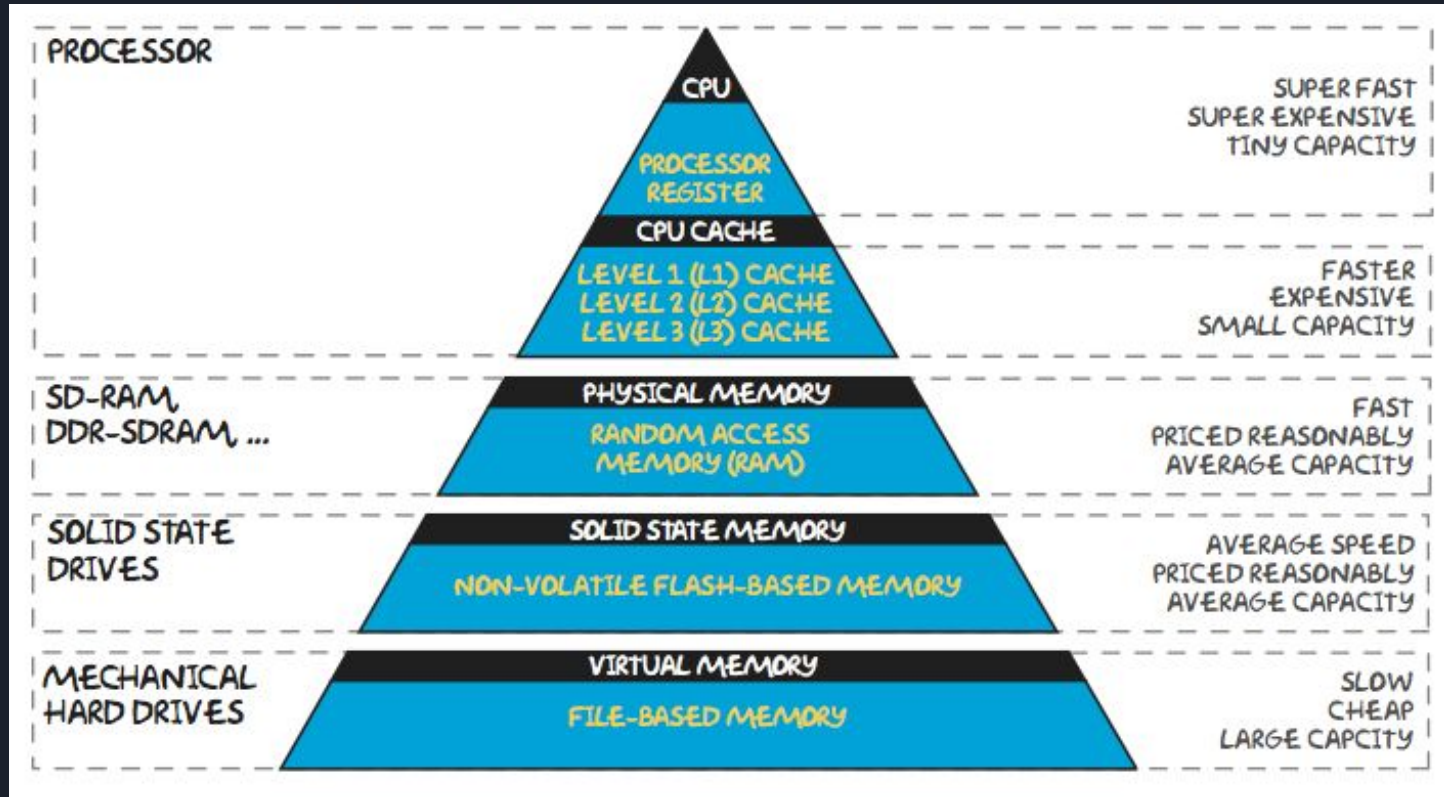 PROCESSOR
CPU
PROCESSOR
REGISTER
SUPER FAST
SUPER EXPENSIVE
TINY CAPACITY
CPU CACHE
LEVEL 1 (L1) CACHE
LEVEL 2 (L2) CACHE
LEVEL 3 (L3) CACHE
FASTER
EXPENSIVE
SMALL CAPACITY
SD-RAM,
DDR-SDRAM, ...
PHYSICAL MEMORY
RANDOM ACCESS
MEMORY (RAM)
FAST
PRICED REASONABLY
AVERAGE CAPACITY
SOLID STATE
DRIVES
SOLID STATE MEMORY
NON-VOLATILE FLASH-BASED MEMORY
AVERAGE SPEED
PRICED REASONABLY
AVERAGE CAPACITY
MECHANICAL
HARD DRIVES
VIRTUAL MEMORY
FILE-BASED MEMORY
SLOW
CHEAP
LARGE CAPCITY